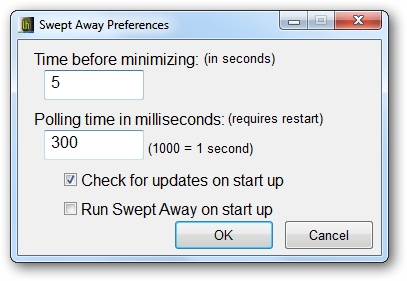 Swept Away Preferences
Time before minimizing: (in seconds)
5
Polling time in milliseconds: (requires restart)
300
(1000 = 1 second)
Check for updates on start up
Run Swept Away on start up
OK Cancel